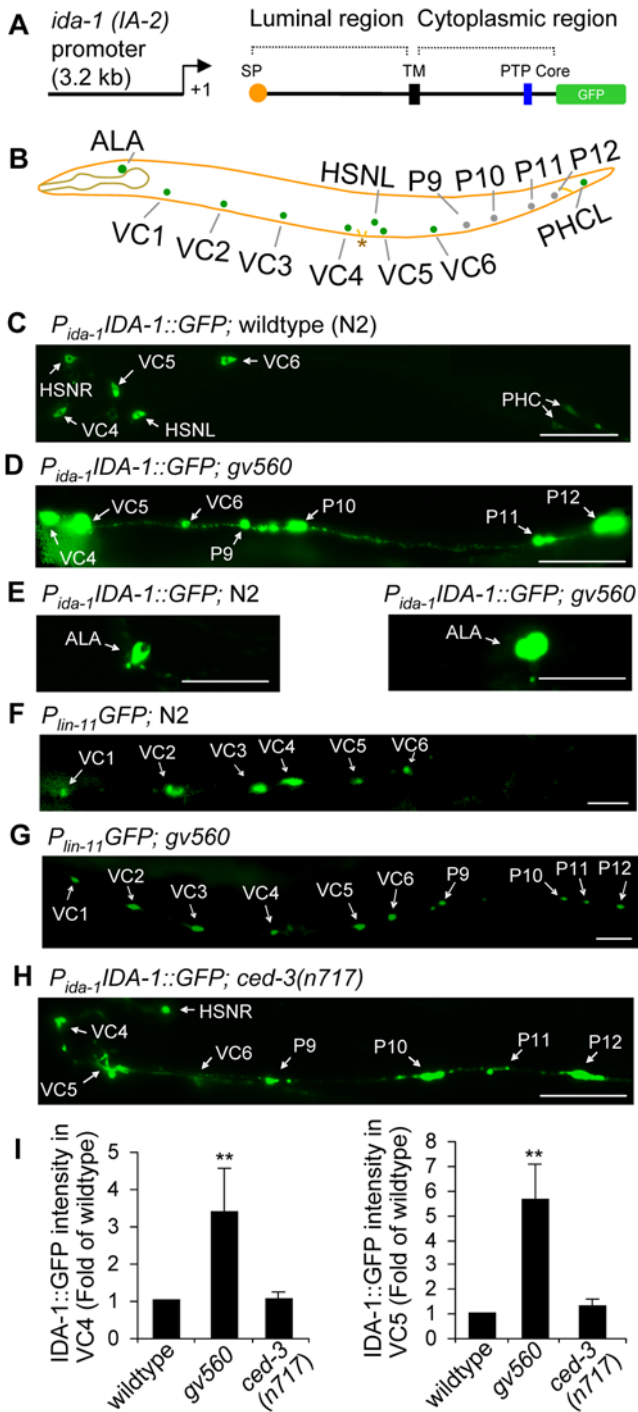 A
ida-1 (IA-2)
promoter
(3.2 kb)
+1
Luminal region
Cytoplasmic region
SP
TM
PTP Core
GFP
B
ALA
HSNL
P9
P10
P11
P12
VC1
VC2
VC3
VC4
*
VC5
VC6
PHCL
C
Pida-1IDA-1::GFP; wildtype (N2)
VC5
VC6
HSNR
PHC
VC4
HSNL
D
Pida-1IDA-1::GFP; gv560
VC5
VC6
P10
P12
P11
VC4
P9
E
Pida-1IDA-1::GFP; N2
ALA
Pida-1IDA-1::GFP; gv560
ALA
F
Plin-11GFP; N2
VC1
VC2
VC3
VC4
VC5
VC6
G
Plin-11GFP; gv560
VC1
VC2
VC3
VC4
VC5
VC6
P9
P10
P11
P12
H
Pida-1IDA-1::GFP; ced-3(n717)
HSNR
VC4
VC6
P9
P10
P11
P12
VC5
I
IDA-1::GFP intensity in
VC4 (Fold of wildtype)
5
4
3
2
1
0
**
wildtype
gv560
ced-3
(n717)
IDA-1::GFP intensity in
VC5 (Fold of wildtype)
8
7
6
5
4
3
2
1
0
**
wildtype
gv560
ced-3
(n717)